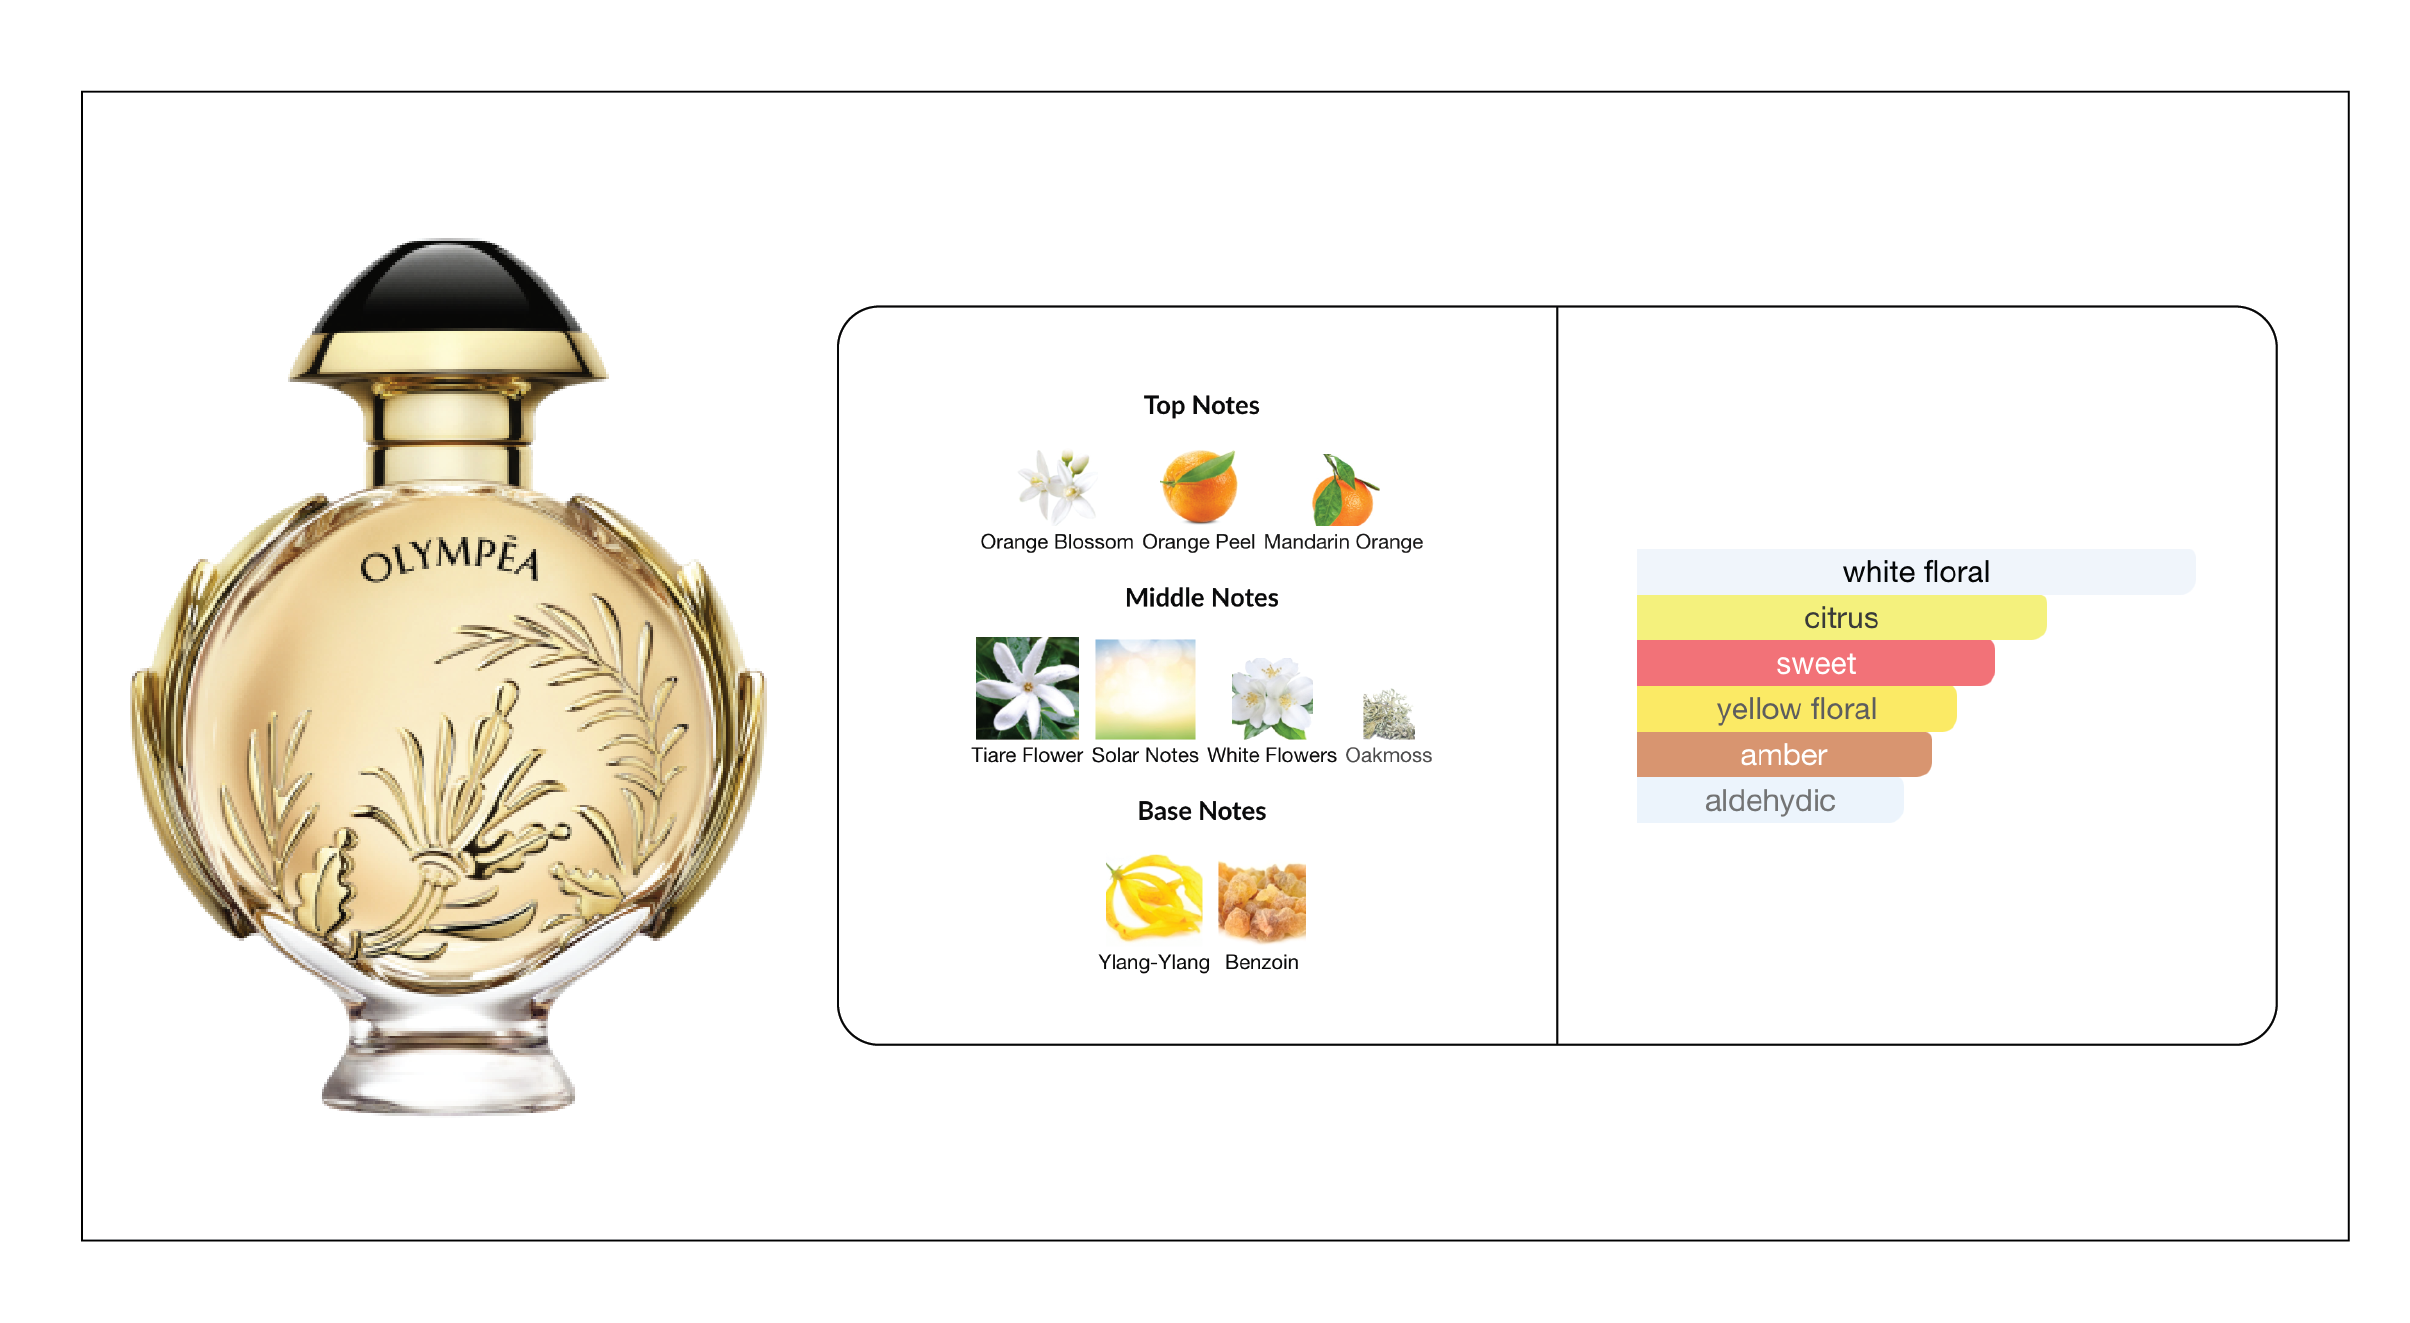 OLYMPĒA
Top Notes
Orange Blossom Orange Peel Mandarin Orange
Middle Notes
Tiare Flower Solar Notes White Flowers Oakmoss
Base Notes
Ylang-Ylang Benzoin
white floral
citrus
sweet
yellow floral
amber
aldehydic